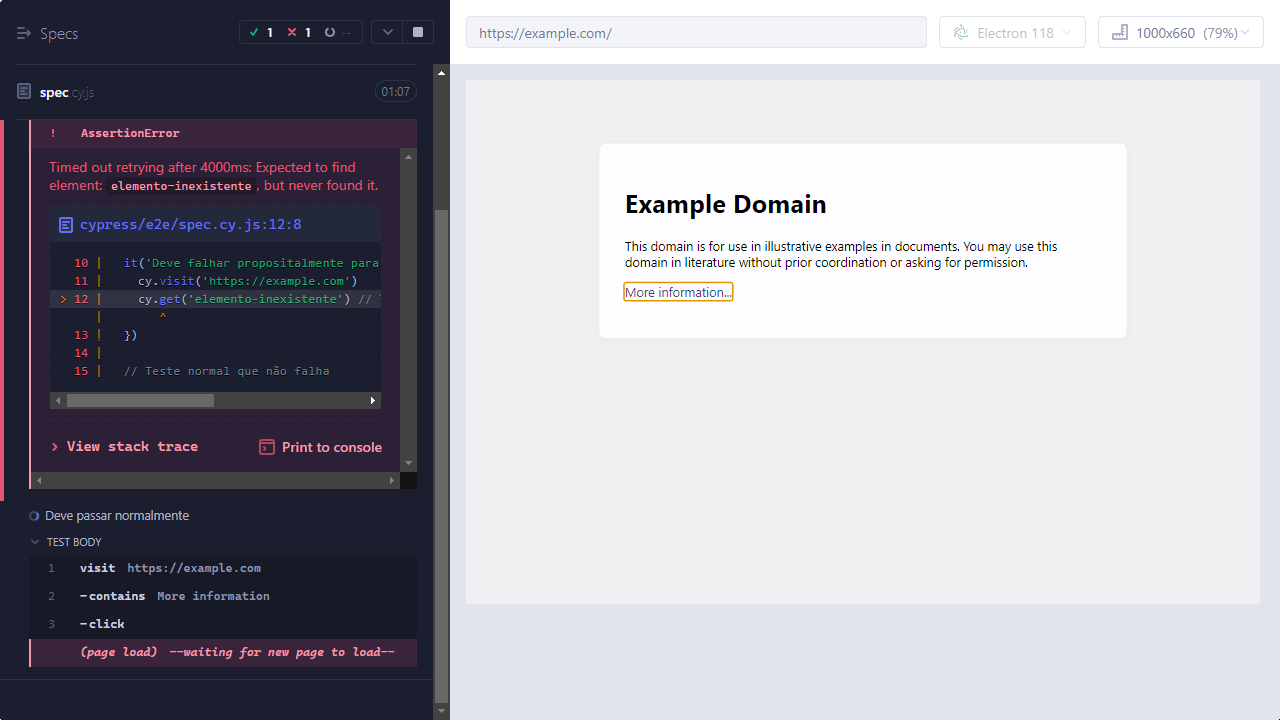 Specs
1 1 --
spec.cy.js 01:07
! AssertionError
Timed out retrying after 4000ms: Expected to find
element: elemento-inexistente, but never found it.
cypress/e2e/spec.cy.js:12:8
10 | it('Deve falhar propositalmente para
11 | cy.visit('https://example.com')
> 12 | cy.get('elemento-inexistente') //
| ^
13 | })
14 |
15 | // Teste normal que não falha
View stack trace Print to console
Deve passar normalmente
TEST BODY
1 visit https://example.com
2 -contains More information
3 -click
(page load) --waiting for new page to load--
https://example.com/
Electron 118
1000x660 (79%)
Example Domain
This domain is for use in illustrative examples in documents. You may use this
domain in literature without prior coordination or asking for permission.
More information...